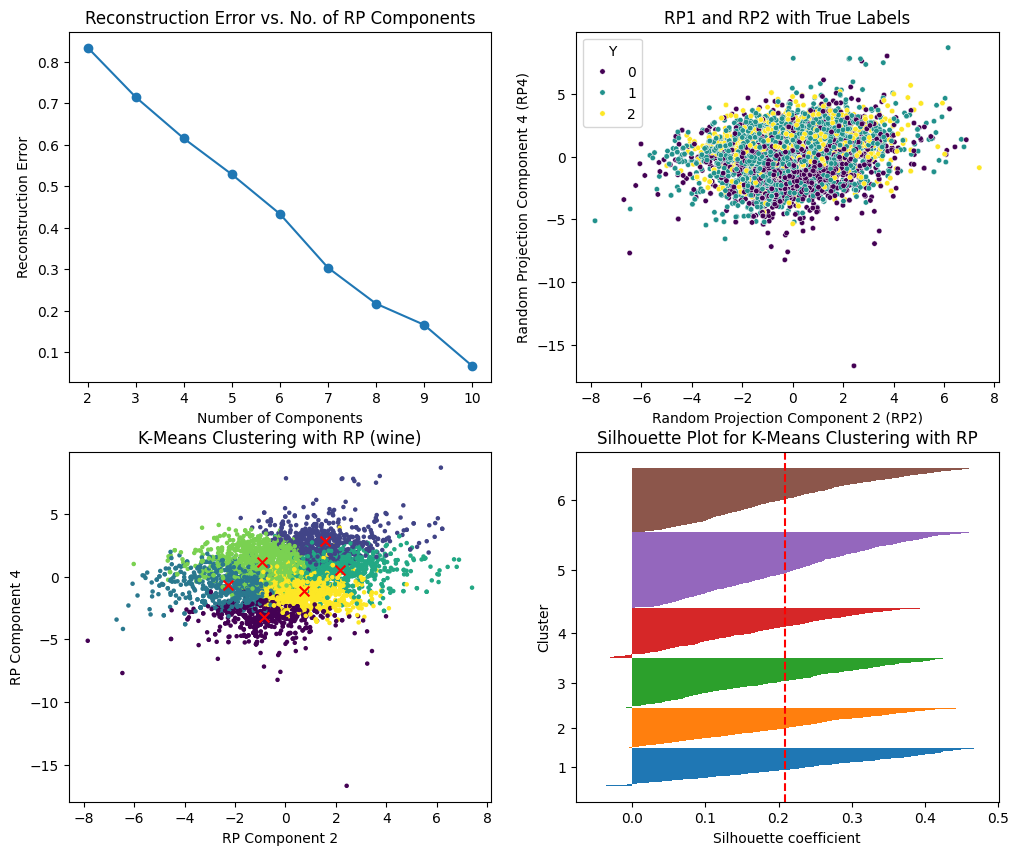 Reconstruction Error vs. No. of RP Components
Reconstruction Error
0.8
0.7
0.6
0.5
0.4
0.3
0.2
0.1
2 3 4 5 6 7 8 9 10
Number of Components
RP1 and RP2 with True Labels
Random Projection Component 4 (RP4)
Y
0
1
2
5
0
−5
−10
−15
−8 −6 −4 −2 0 2 4 6 8
Random Projection Component 2 (RP2)
K-Means Clustering with RP (wine)
RP Component 4
5
0
−5
−10
−15
−8 −6 −4 −2 0 2 4 6 8
RP Component 2
Silhouette Plot for K-Means Clustering with RP
Cluster
6
5
4
3
2
1
0.0 0.1 0.2 0.3 0.4 0.5
Silhouette coefficient